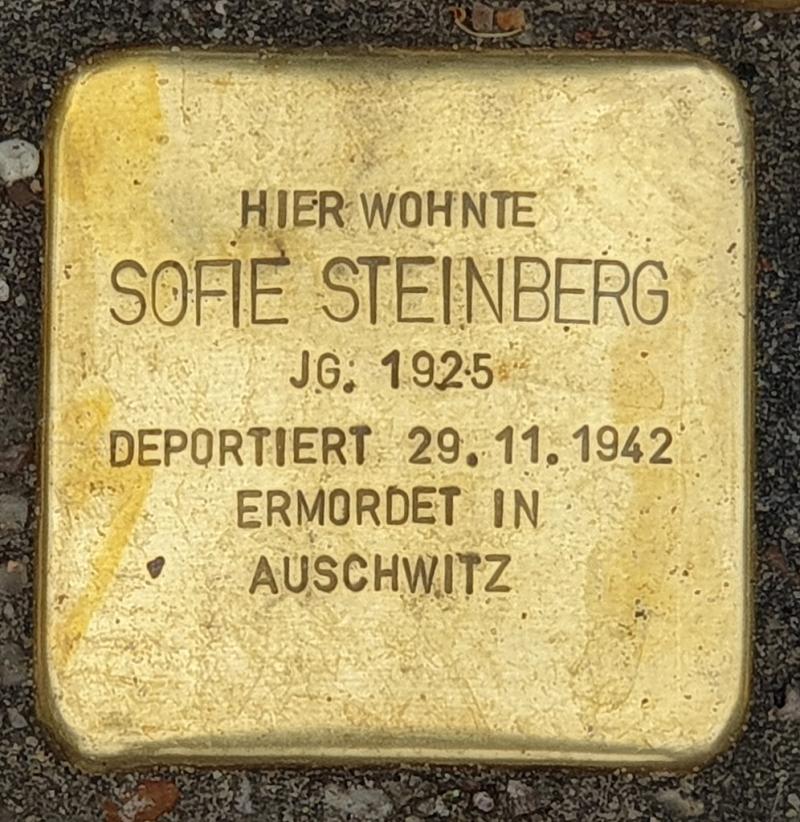 HIER WOHNTE
SOFIE STEINBERG
JG. 1925
DEPORTIERT 29.11.1942
ERMORDET IN
AUSCHWITZ